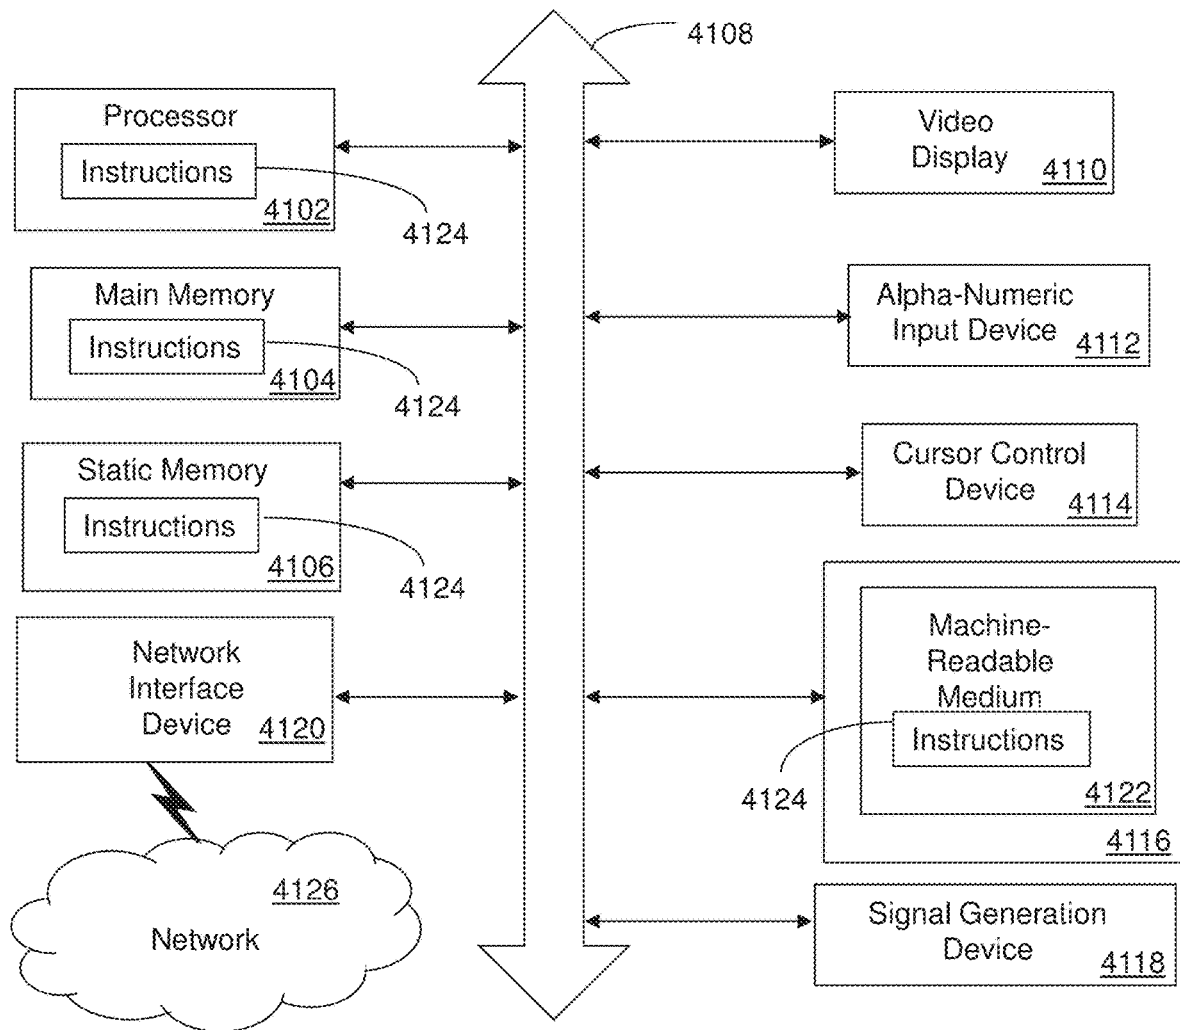 4108
Processor
Instructions
4102
4124
Main Memory
Instructions
4104
4124
Static Memory
Instructions
4106
4124
Network
Interface
Device
4120
4126
Network
Video
Display
4110
Alpha-Numeric
Input Device
4112
Cursor Control
Device
4114
Machine-
Readable
Medium
Instructions
4124
4122
4116
Signal Generation
Device
4118